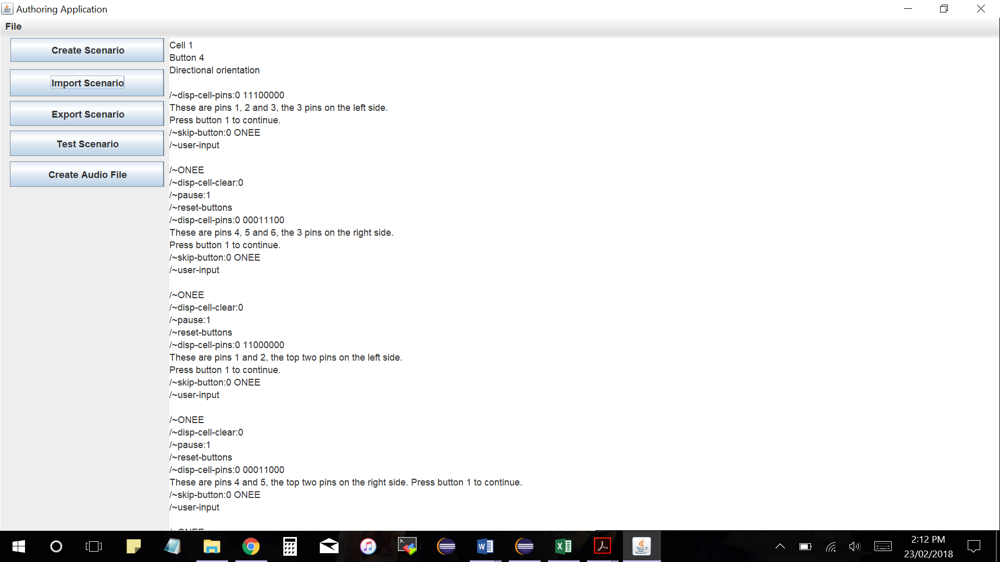 Authoring Application
File
Create Scenario
Import Scenario
Export Scenario
Test Scenario
Create Audio File
Cell 1
Button 4
Directional orientation
/~disp-cell-pins:0 11100000
These are pins 1, 2 and 3, the 3 pins on the left side.
Press button 1 to continue.
/~skip-button:0 ONEE
/~user-input
/~ONEE
/~disp-cell-clear:0
/~pause:1
/~reset-buttons
/~disp-cell-pins:0 00011100
These are pins 4, 5 and 6, the 3 pins on the right side.
Press button 1 to continue.
/~skip-button:0 ONEE
/~user-input
/~ONEE
/~disp-cell-clear:0
/~pause:1
/~reset-buttons
/~disp-cell-pins:0 11000000
These are pins 1 and 2, the top two pins on the left side.
Press button 1 to continue.
/~skip-button:0 ONEE
/~user-input
/~ONEE
/~disp-cell-clear:0
/~pause:1
/~reset-buttons
/~disp-cell-pins:0 00011000
These are pins 4 and 5, the top two pins on the right side. Press button 1 to continue.
/~skip-button:0 ONEE
/~user-input
2:12 PM
23/02/2018